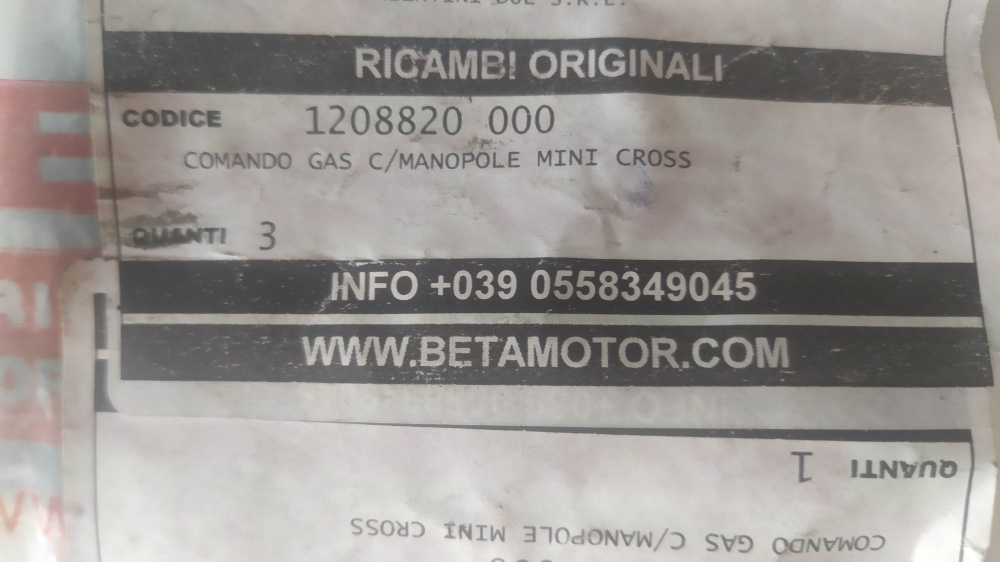 RICAMBI ORIGINALI
CODICE 1208820 000
COMANDO GAS C/MANOPOLE MINI CROSS
QUANTI 3
INFO +039 0558349045
WWW.BETAMOTOR.COM
QUANTI 1
COMANDO GAS C/MANOPOLE MINI CROSS